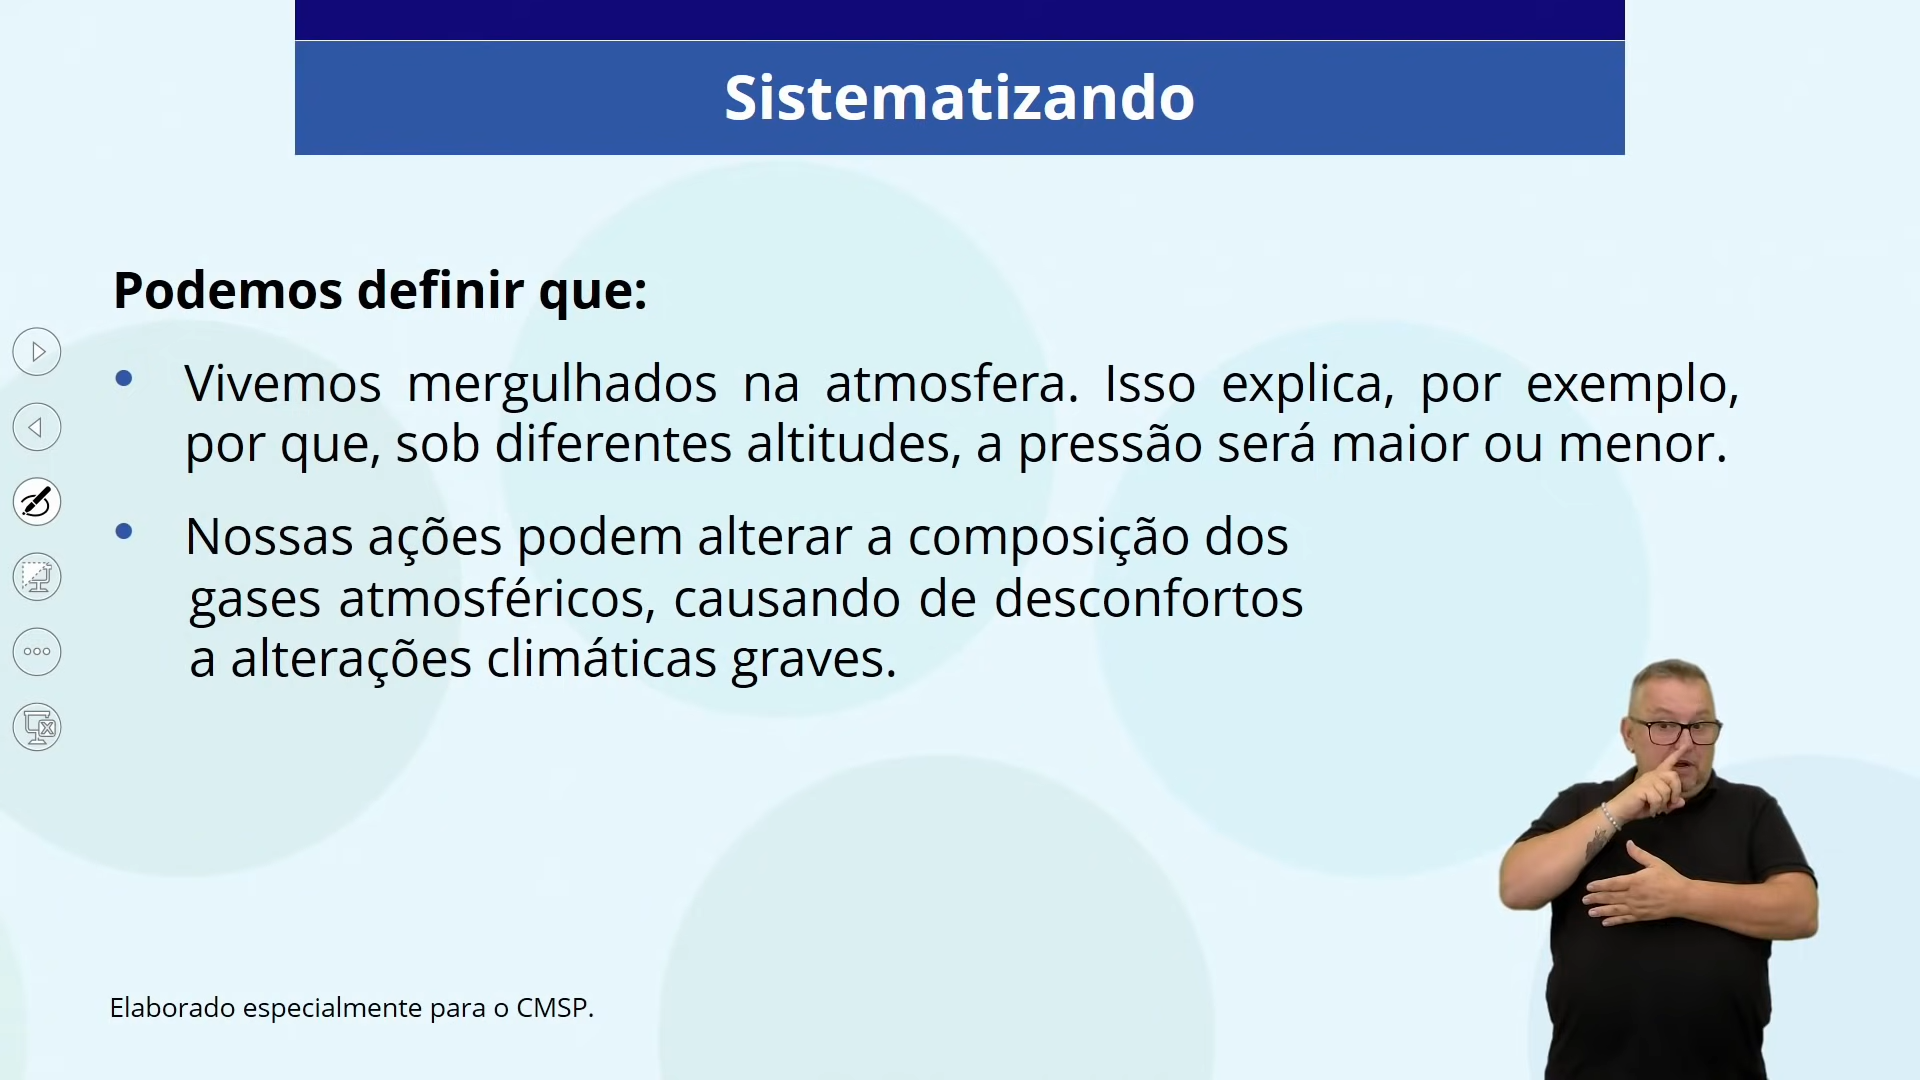 Sistematizando
Podemos definir que:
• Vivemos mergulhados na atmosfera. Isso explica, por exemplo,
por que, sob diferentes altitudes, a pressão será maior ou menor.
• Nossas ações podem alterar a composição dos
gases atmosféricos, causando de desconfortos
a alterações climáticas graves.
Elaborado especialmente para o CMSP.